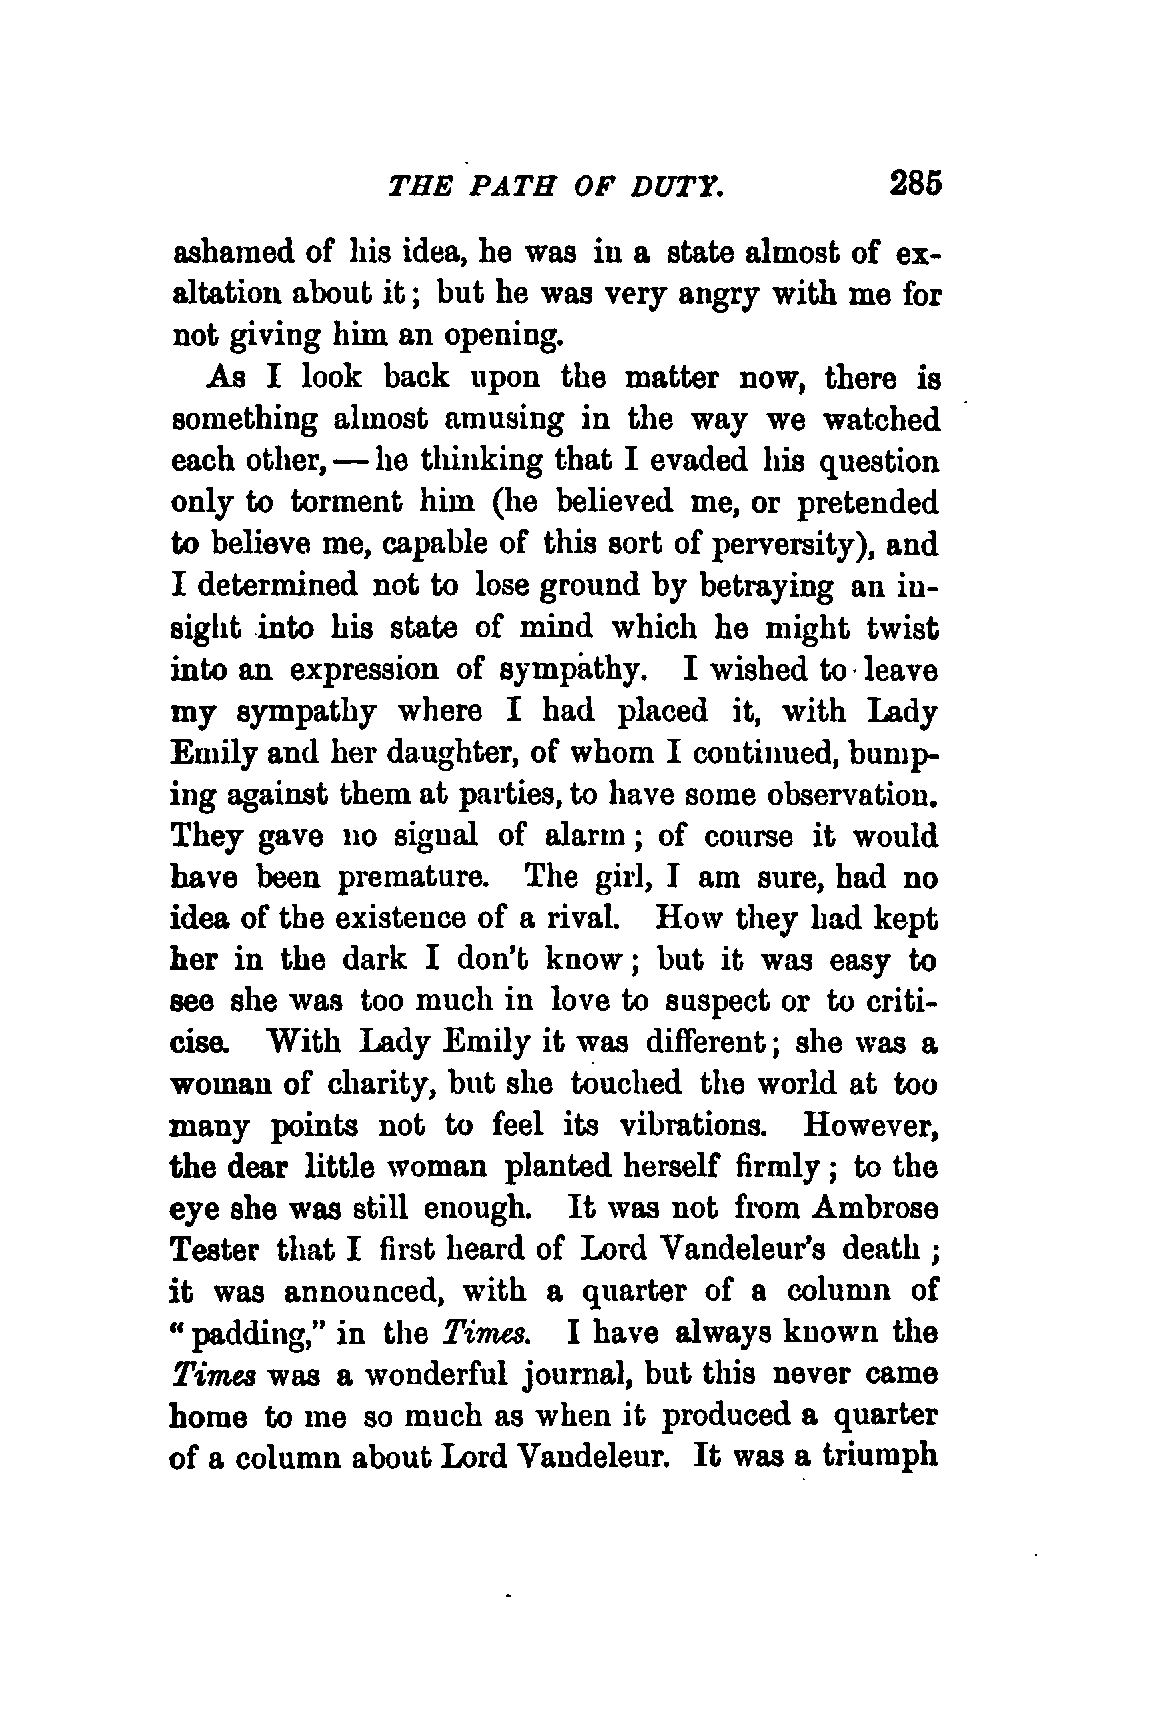 THE PATH OF DUTY. 285
ashamed of his idea, he was in a state almost of ex-
altation about it; but he was very angry with me for
not giving him an opening.
As I look back upon the matter now, there is
something almost amusing in the way we watched
each other,—he thinking that I evaded his question
only to torment him (he believed me, or pretended
to believe me, capable of this sort of perversity), and
I determined not to lose ground by betraying an in-
sight into his state of mind which he might twist
into an expression of sympathy. I wished to leave
my sympathy where I had placed it, with Lady
Emily and her daughter, of whom I continued, bump-
ing against them at parties, to have some observation.
They gave no signal of alarm; of course it would
have been premature. The girl, I am sure, had no
idea of the existence of a rival. How they had kept
her in the dark I don't know; but it was easy to
see she was too much in love to suspect or to criti-
cise. With Lady Emily it was different; she was a
woman of charity, but she touched the world at too
many points not to feel its vibrations. However,
the dear little woman planted herself firmly; to the
eye she was still enough. It was not from Ambrose
Tester that I first heard of Lord Vandeleur's death;
it was announced, with a quarter of a column of
"padding," in the Times. I have always known the
Times was a wonderful journal, but this never came
home to me so much as when it produced a quarter
of a column about Lord Vandeleur. It was a triumph